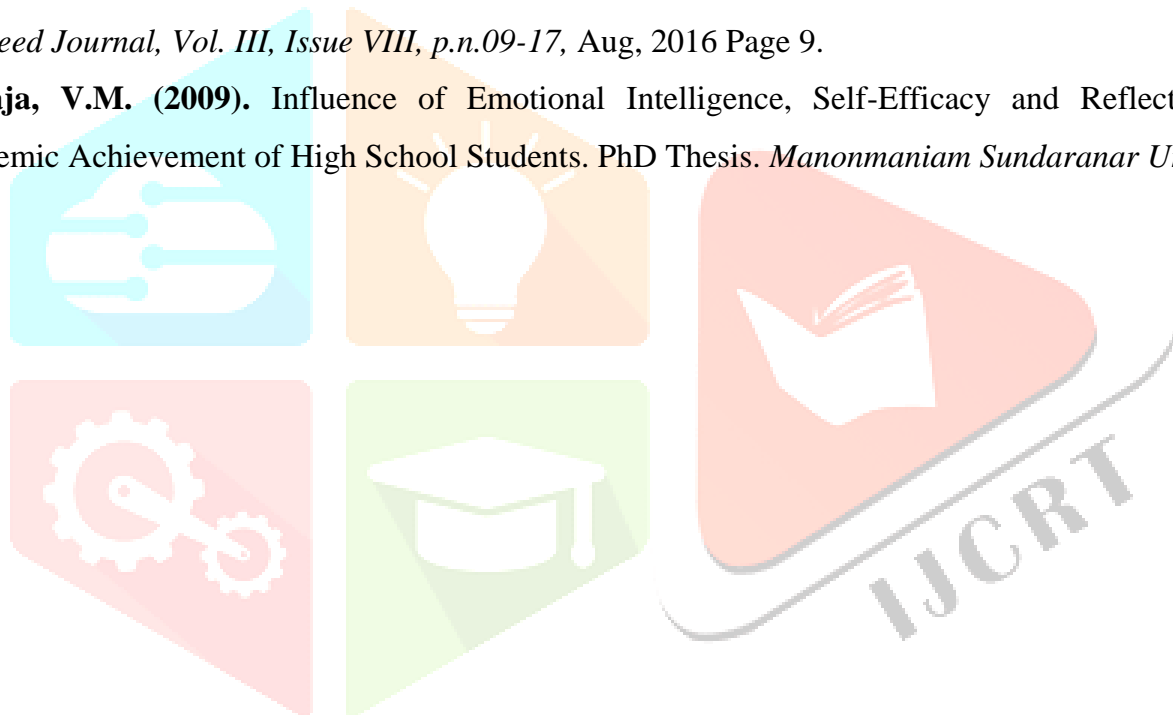 eed Journal, Vol. III, Issue VIII, p.n.09-17, Aug, 2016 Page 9.
ja, V.M. (2009). Influence of Emotional Intelligence, Self-Efficacy and Reflect
emic Achievement of High School Students. PhD Thesis. Manonmaniam Sundaranar U
IJCRT